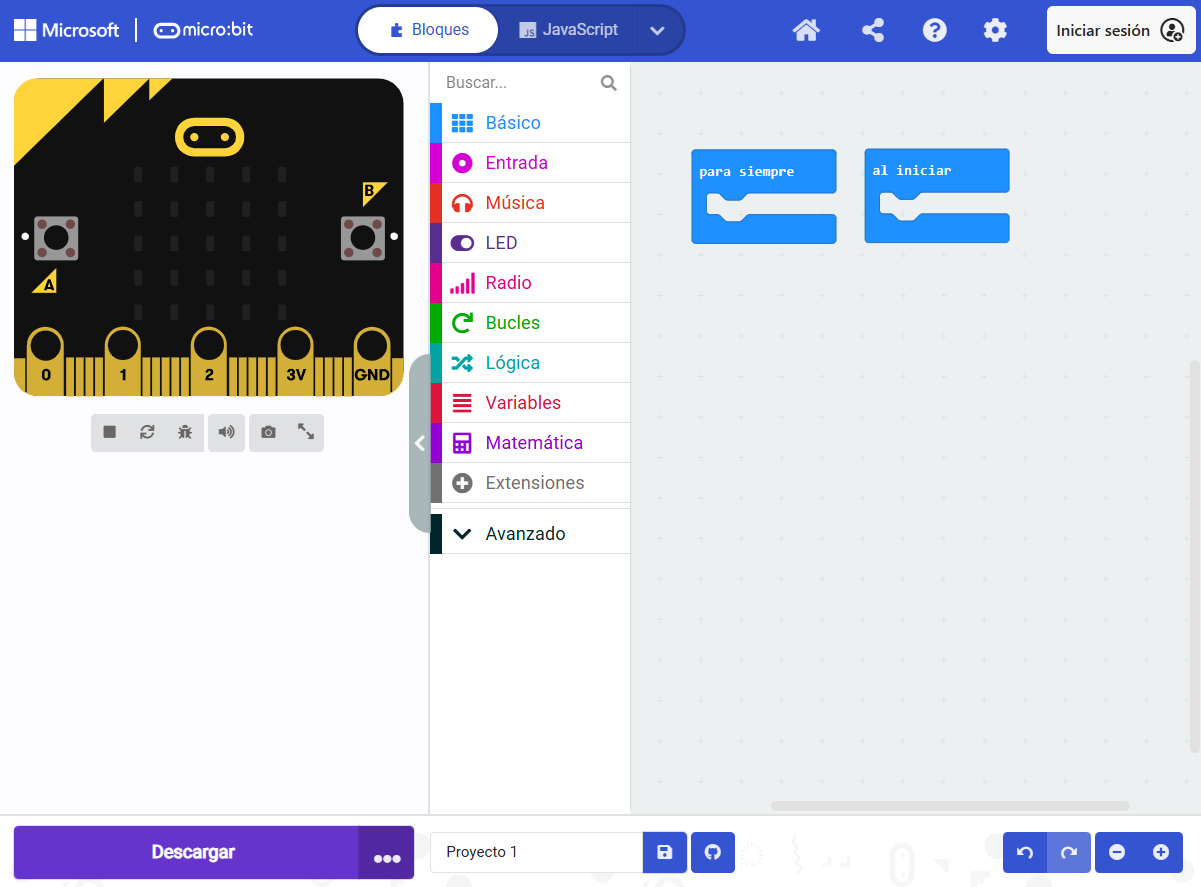 Microsoft
micro:bit
Bloques
JS JavaScript
Iniciar sesión
B
A
0 1 2 3V GND
Buscar...
Básico
Entrada
Música
LED
Radio
Bucles
Lógica
Variables
Matemática
Extensiones
Avanzado
para siempre
al iniciar
Descargar
Proyecto 1